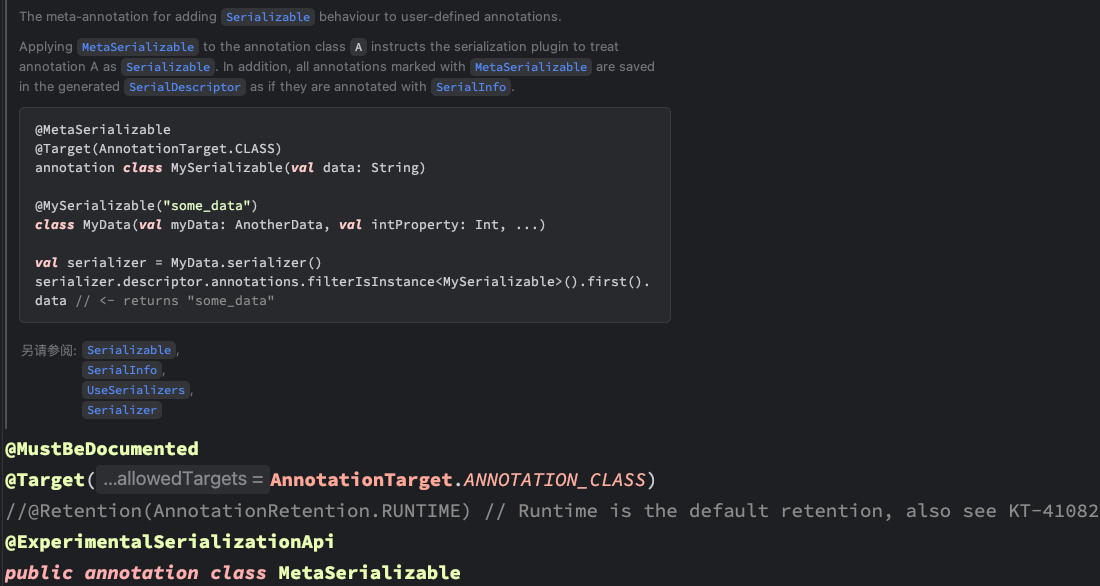 The meta-annotation for adding Serializable behaviour to user-defined annotations.
Applying MetaSerializable to the annotation class A instructs the serialization plugin to treat
annotation A as Serializable. In addition, all annotations marked with MetaSerializable are saved
in the generated SerialDescriptor as if they are annotated with SerialInfo.
@MetaSerializable
@Target(AnnotationTarget.CLASS)
annotation class MySerializable(val data: String)
@MySerializable("some_data")
class MyData(val myData: AnotherData, val intProperty: Int, ...)
val serializer = MyData.serializer()
serializer.descriptor.annotations.filterIsInstance<MySerializable>().first().
data // <- returns "some_data"
另请参阅: Serializable,
SerialInfo,
UseSerializers,
Serializer
@MustBeDocumented
@Target( ...allowedTargets = AnnotationTarget.ANNOTATION_CLASS)
//@Retention(AnnotationRetention.RUNTIME) // Runtime is the default retention, also see KT-41082
@ExperimentalSerializationApi
public annotation class MetaSerializable